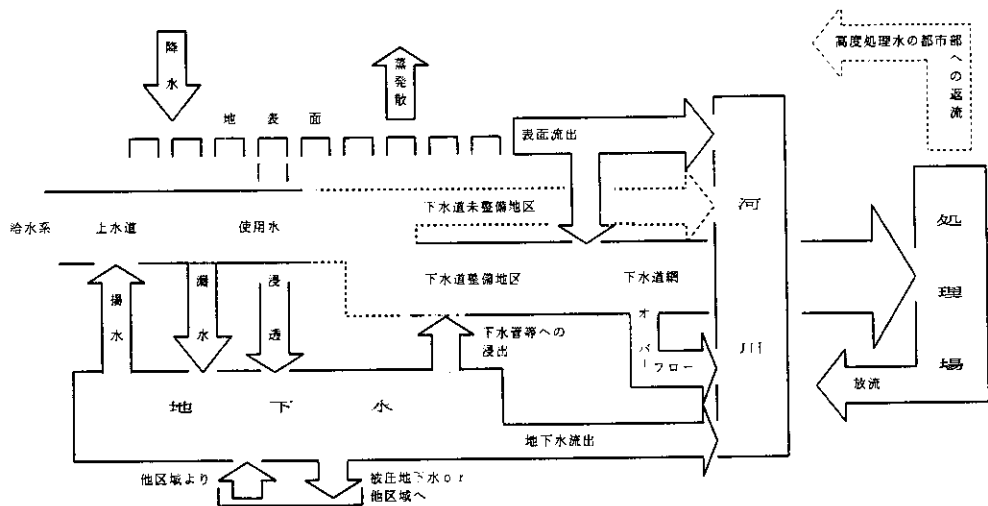 高度処理水の都市部
への返流
降水
蒸発散
地表面
表面流出
下水道未整備地区
河川
処理場
給水系
上水道
使用水
下水道整備地区
下水道網
揚水
漏水
浸透
下水管等への
浸出
オーバーフロー
放流
地下水
地下水流出
他区域より
被圧地下水or
他区域へ